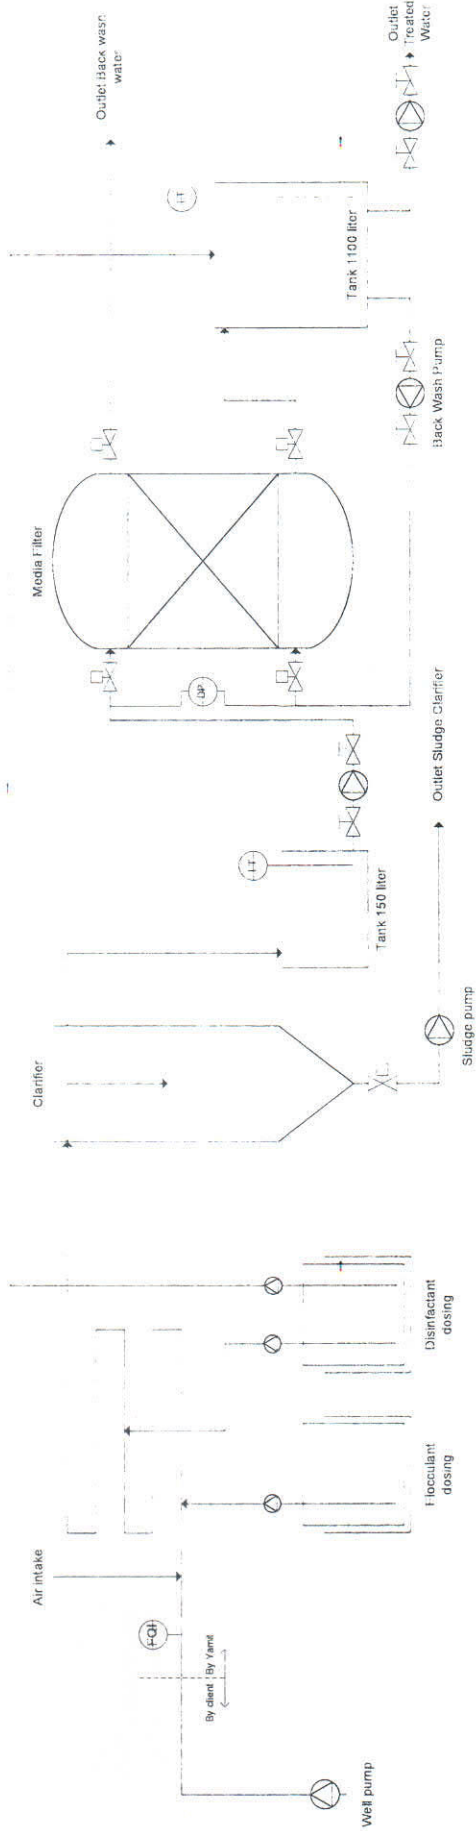 Well pump
By client
By Yamit
FQI
Air intake
Flocculant
dosing
Disinfactant
dosing
Clarifier
Sludge pump
Outlet Sludge Clarifier
Tank 150 liter
LT
DP
Media Filter
Back Wash Pump
Tank 1100 liter
LT
Outlet Back wash
water
Outlet
Treated
Water